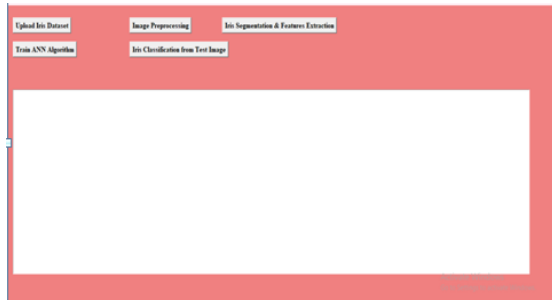 Upload Iris Dataset
Image Preprocessing
Iris Segmentation & Features Extraction
Train ANN Algorithm
Iris Classification from Test Image